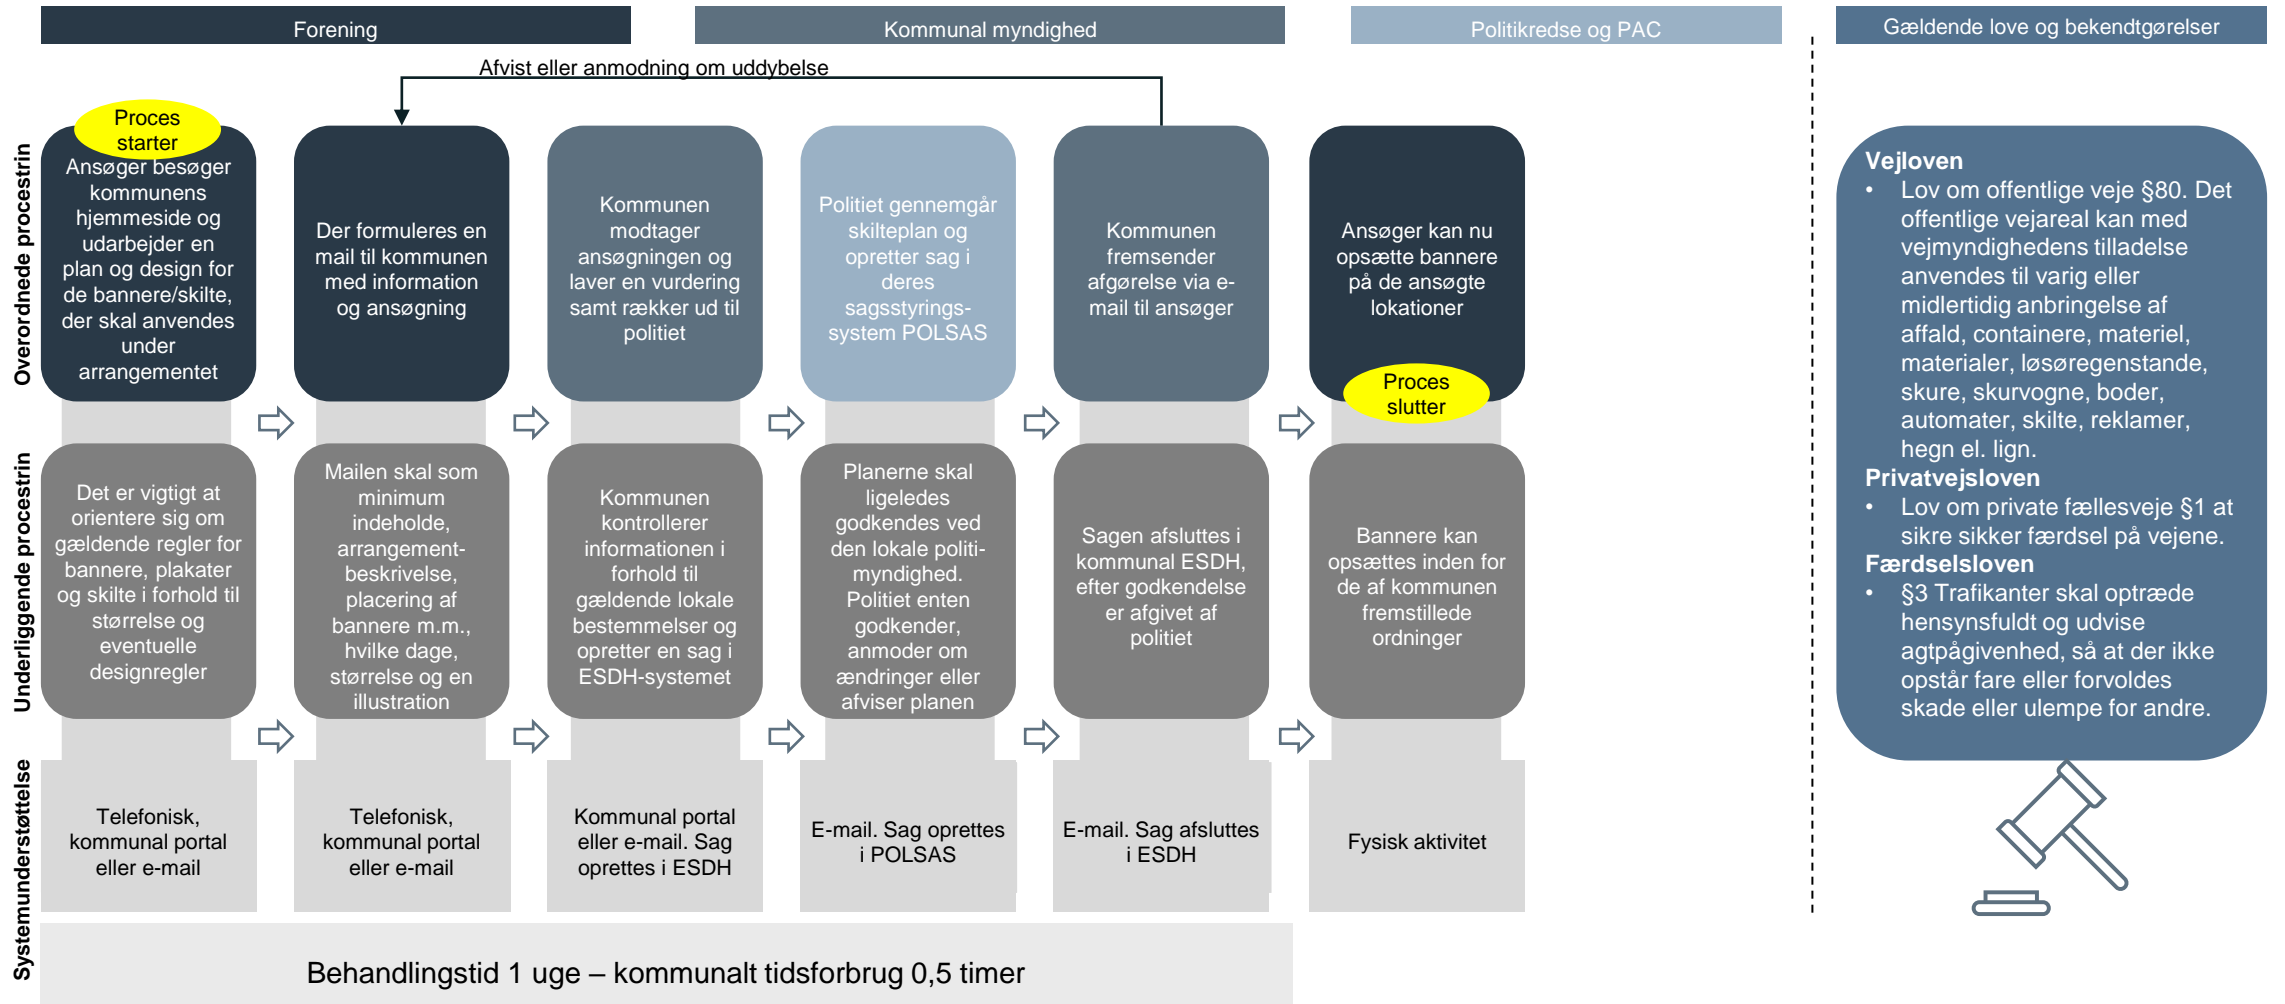 Forening
Kommunal myndighed
Politikredse og PAC
Gældende love og bekendtgørelser
Afvist eller anmodning om uddybelse
Overordnede procestrin
Proces
starter
Ansøger besøger
kommunens
hjemmeside og
udarbejder en
plan og design for
de bannere/skilte,
der skal anvendes
under
arrangementet
Der formuleres en
mail til kommunen
med information
og ansøgning
Kommunen
modtager
ansøgningen og
laver en vurdering
samt rækker ud til
politiet
Politiet gennemgår
skilteplan og
opretter sag i
deres
sagsstyrings-
system POLSAS
Kommunen
fremsender
afgørelse via e-
mail til ansøger
Ansøger kan nu
opsætte bannere
på de ansøgte
lokationer
Proces
slutter
Underliggende procestrin
Det er vigtigt at
orientere sig om
gældende regler for
bannere, plakater
og skilte i forhold til
størrelse og
eventuelle
designregler
Mailen skal som
minimum
indeholde,
arrangement-
beskrivelse,
placering af
bannere m.m.,
hvilke dage,
størrelse og en
illustration
Kommunen
kontrollerer
informationen i
forhold til
gældende lokale
bestemmelser og
opretter en sag i
ESDH-systemet
Planerne skal
ligeledes
godkendes ved
den lokale politi-
myndighed.
Politiet enten
godkender,
anmoder om
ændringer eller
afviser planen
Sagen afsluttes i
kommunal ESDH,
efter godkendelse
er afgivet af
politiet
Bannere kan
opsættes inden for
de af kommunen
fremstillede
ordninger
Systemunderstøttelse
Telefonisk,
kommunal portal
eller e-mail
Telefonisk,
kommunal portal
eller e-mail
Kommunal portal
eller e-mail. Sag
oprettes i ESDH
E-mail. Sag oprettes
i POLSAS
E-mail. Sag afsluttes
i ESDH
Fysisk aktivitet
Behandlingstid 1 uge – kommunalt tidsforbrug 0,5 timer
Vejloven
• Lov om offentlige veje §80. Det
offentlige vejareal kan med
vejmyndighedens tilladelse
anvendes til varig eller
midlertidig anbringelse af
affald, containere, materiel,
materialer, løsøregenstande,
skure, skurvogne, boder,
automater, skilte, reklamer,
hegn el. lign.
Privatvejsloven
• Lov om private fællesveje §1 at
sikre sikker færdsel på vejene.
Færdselsloven
• §3 Trafikanter skal optræde
hensynsfuldt og udvise
agtpågivenhed, så at der ikke
opstår fare eller forvoldes
skade eller ulempe for andre.